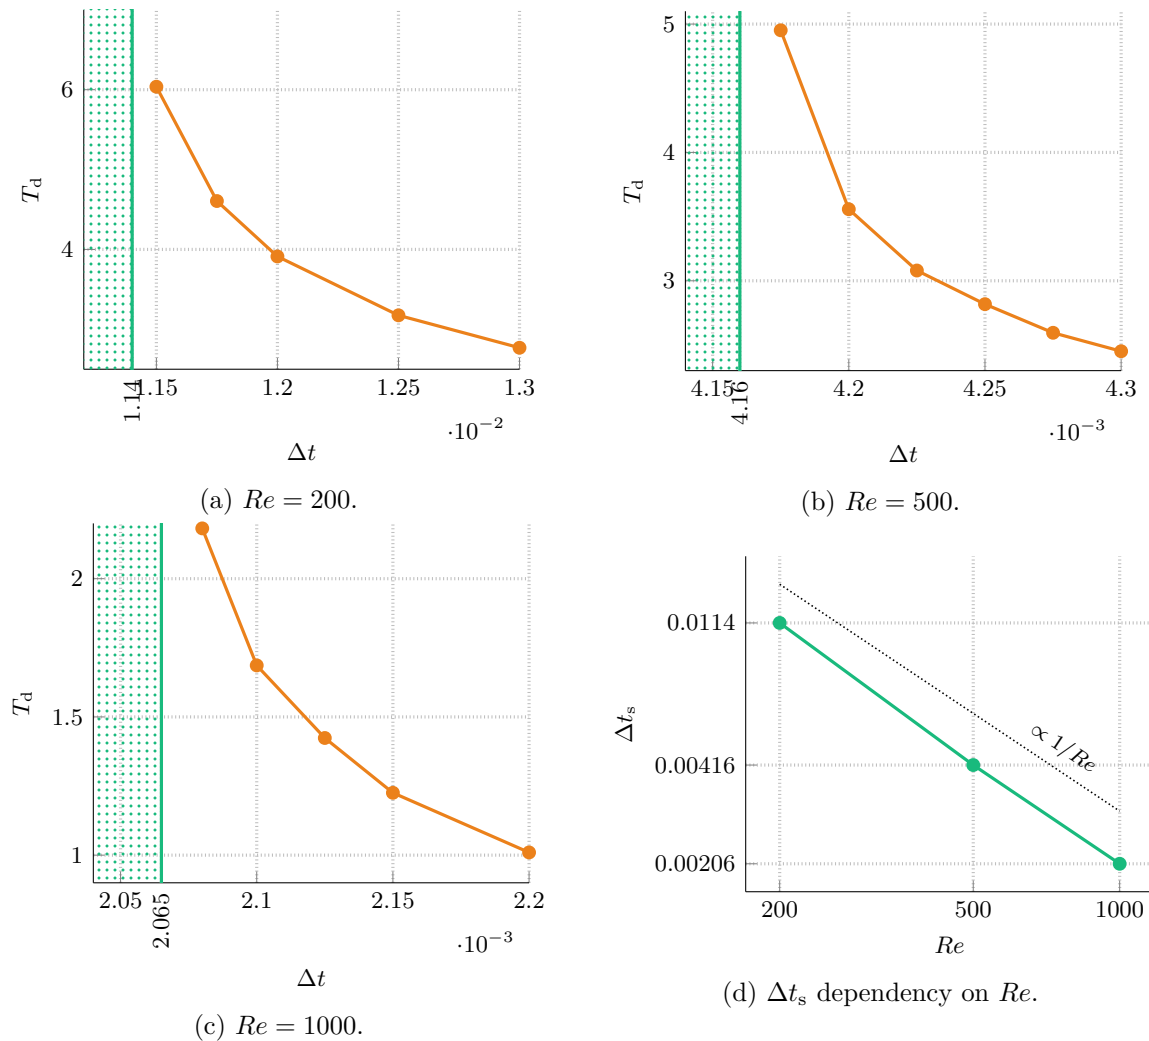 6
4
T_d
1.14
1.15
1.2
1.25
1.3
·10⁻²
Δt
(a) Re = 200.
5
4
3
T_d
4.15
4.16
4.2
4.25
4.3
·10⁻³
Δt
(b) Re = 500.
2
1.5
1
T_d
2.05
2.065
2.1
2.15
2.2
·10⁻³
Δt
(c) Re = 1000.
0.0114
0.00416
0.00206
Δt_s
∝ 1/Re
200
500
1000
Re
(d) Δt_s dependency on Re.